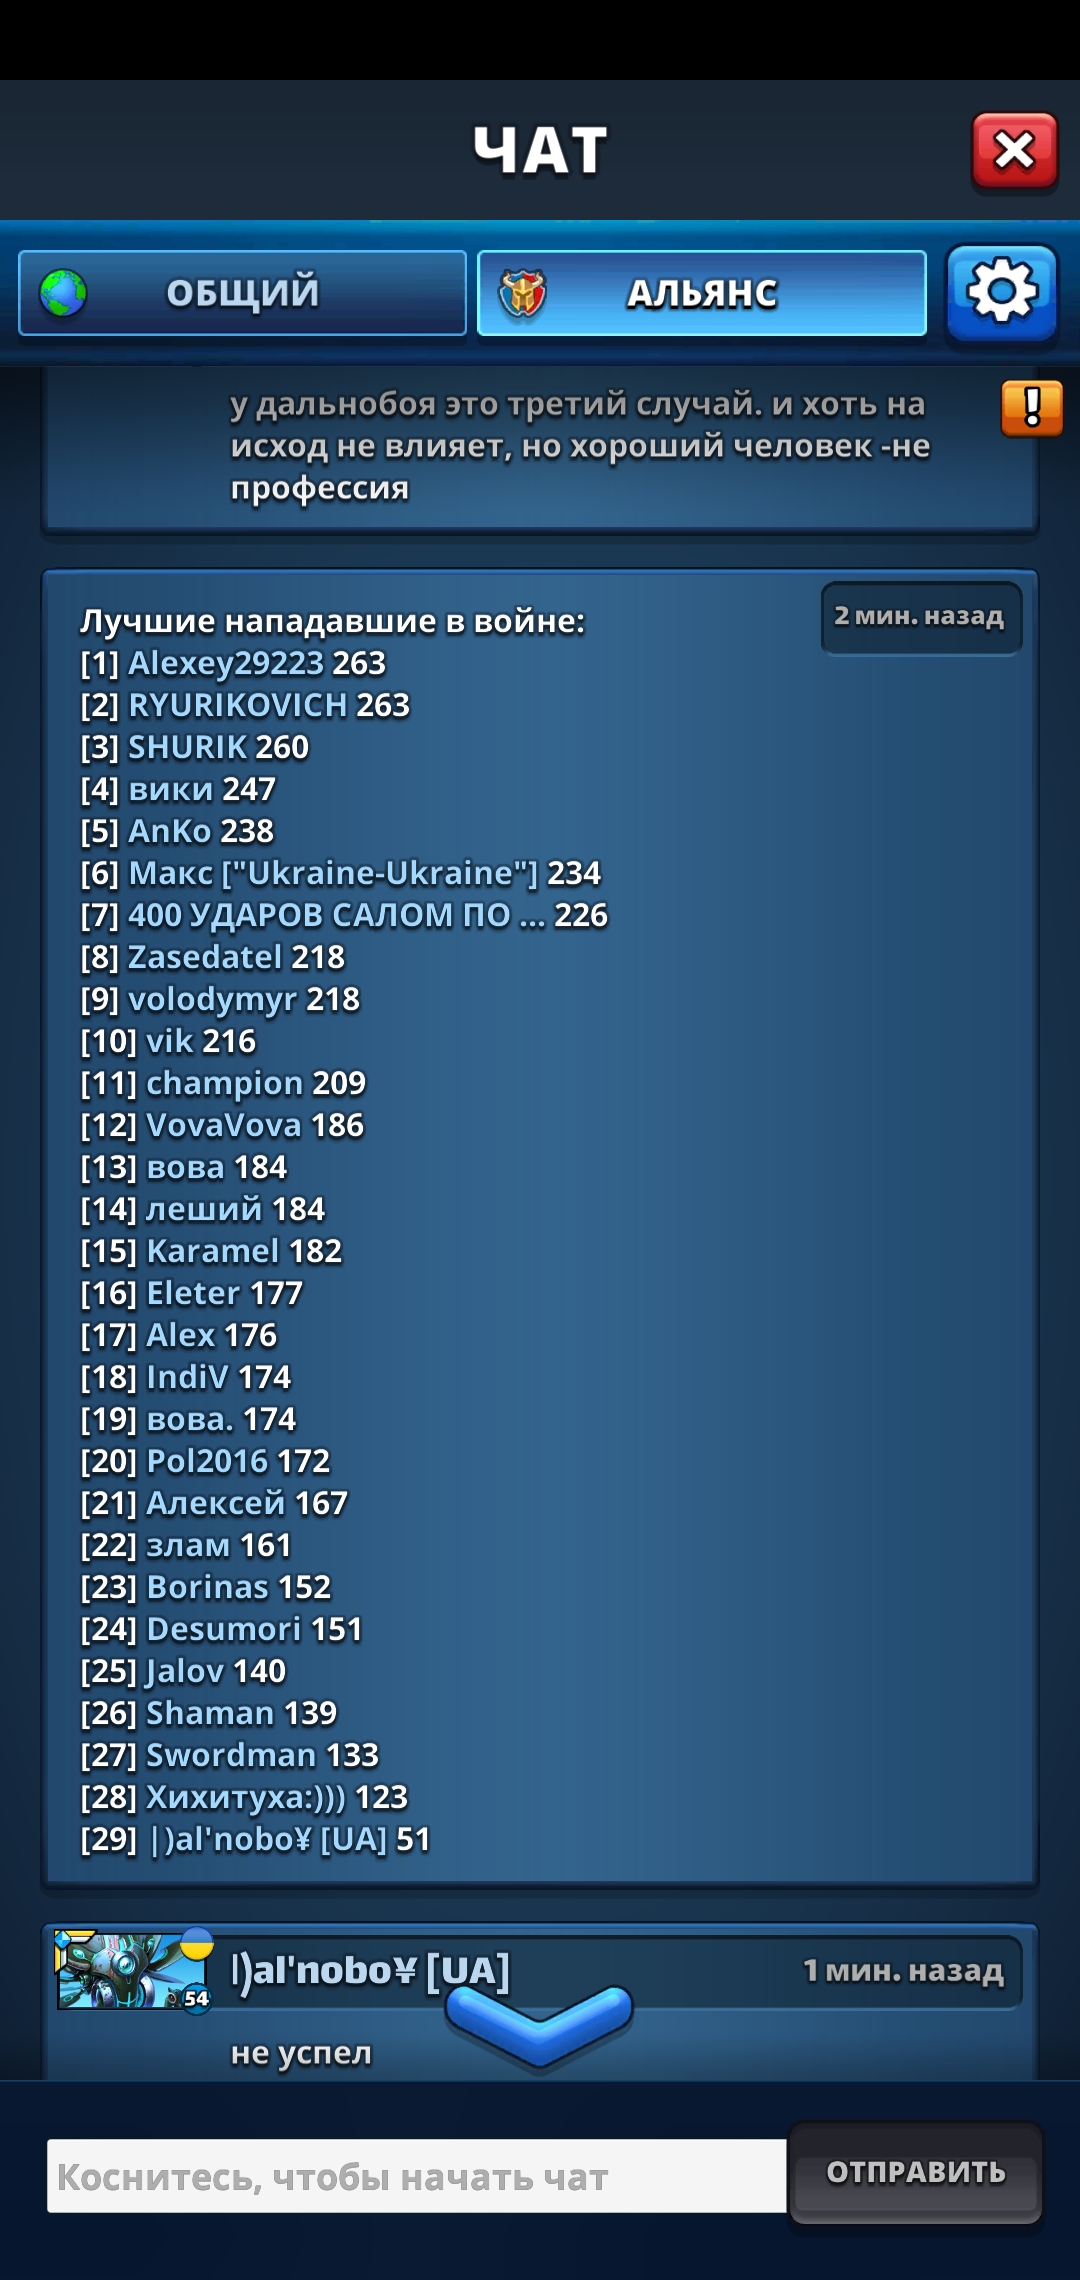 ЧАТ
ОБЩИЙ
АЛЬЯНС
у дальнобоя это третий случай. и хоть на
исход не влияет, но хороший человек -не
профессия
2 мин. назад
Лучшие нападавшие в войне:
[1] Alexey29223 263
[2] RYURIKOVICH 263
[3] SHURIK 260
[4] вики 247
[5] AnKo 238
[6] Макс ["Ukraine-Ukraine"] 234
[7] 400 УДАРОВ САЛОМ ПО ... 226
[8] Zasedatel 218
[9] volodymyr 218
[10] vik 216
[11] champion 209
[12] VovaVova 186
[13] вова 184
[14] леший 184
[15] Karamel 182
[16] Eleter 177
[17] Alex 176
[18] IndiV 174
[19] вова. 174
[20] Pol2016 172
[21] Алексей 167
[22] злам 161
[23] Borinas 152
[24] Desumori 151
[25] Jalov 140
[26] Shaman 139
[27] Swordman 133
[28] Хихитуха:))) 123
[29] |)al'nobo¥ [UA] 51
|)al'nobo¥ [UA]
1 мин. назад
54
не успел
Коснитесь, чтобы начать чат
ОТПРАВИТЬ